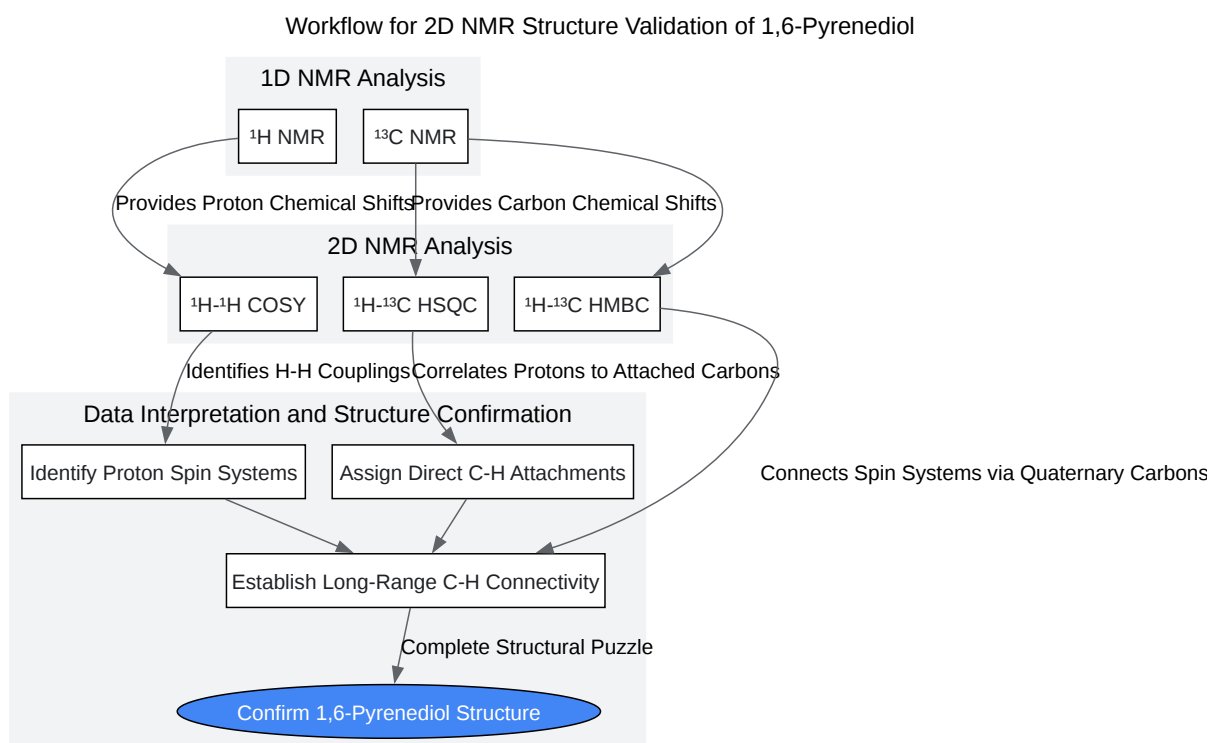 Workflow for 2D NMR Structure Validation of 1,6-Pyrenediol
1D NMR Analysis
¹H NMR
¹³C NMR
Provides Proton Chemical Shifts
Provides Carbon Chemical Shifts
2D NMR Analysis
¹H-¹H COSY
¹H-¹³C HSQC
¹H-¹³C HMBC
Identifies H-H Couplings
Correlates Protons to Attached Carbons
Data Interpretation and Structure Confirmation
Identify Proton Spin Systems
Assign Direct C-H Attachments
Connects Spin Systems via Quaternary Carbons
Establish Long-Range C-H Connectivity
Complete Structural Puzzle
Confirm 1,6-Pyrenediol Structure